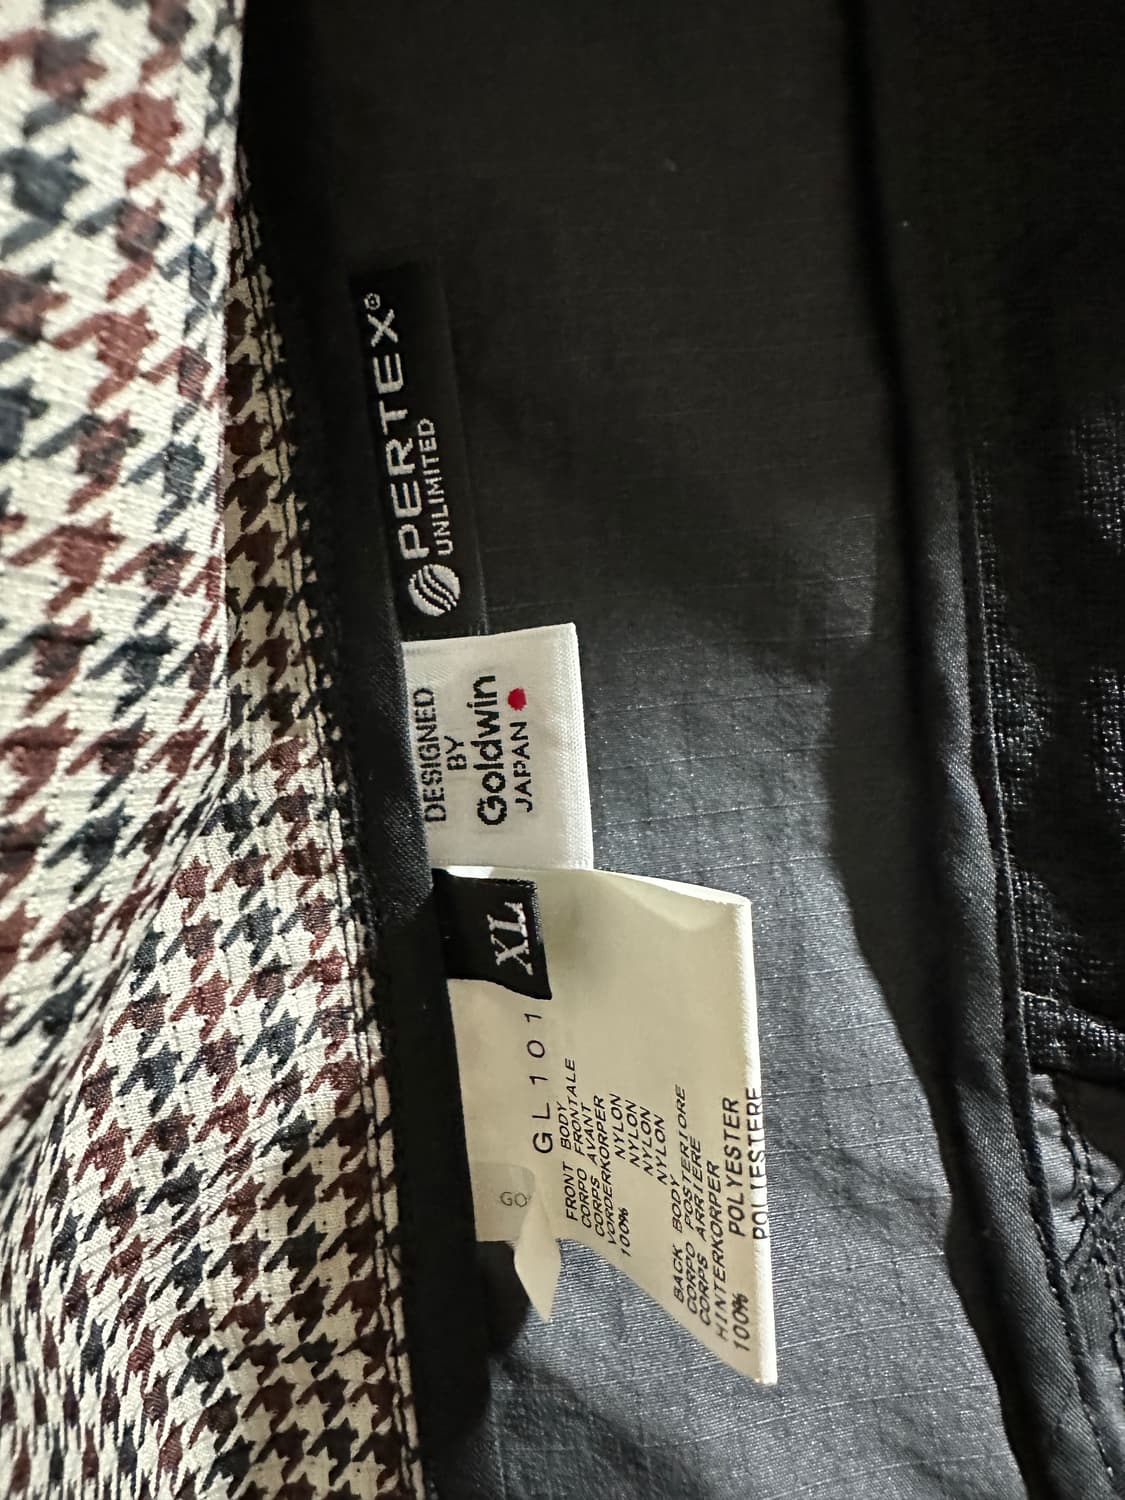 PERTEX®
UNLIMITED
DESIGNED
BY
Goldwin
JAPAN
XL
GO
GL101
FRONT BODY
CORPO FRONTALE
CORPS AVANT
VORDERKORPER
100% NYLON
NYLON
NYLON
NYLON
BACK BODY
CORPO POSTERIORE
CORPS ARRIERE
HINTERKORPER
100% POLYESTER
POLIESTERE